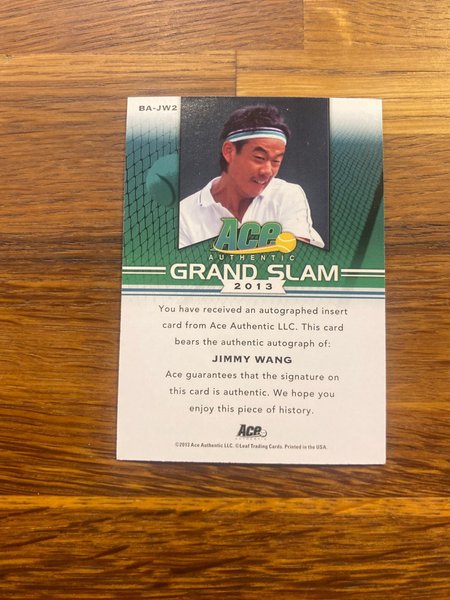 BA-JW2
Ace
AUTHENTIC
GRAND SLAM
2013
You have received an autographed insert
card from Ace Authentic LLC. This card
bears the authentic autograph of:
JIMMY WANG
Ace guarantees that the signature on
this card is authentic. We hope you
enjoy this piece of history.
Ace
©2013 Ace Authentic LLC. ©Leaf Trading Cards. Printed in the USA.